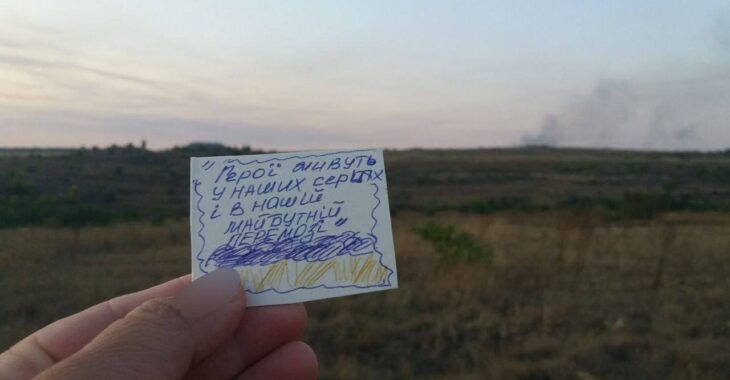 "Герої живуть
у наших серцях
і в нашій
майбутній
перемозі"